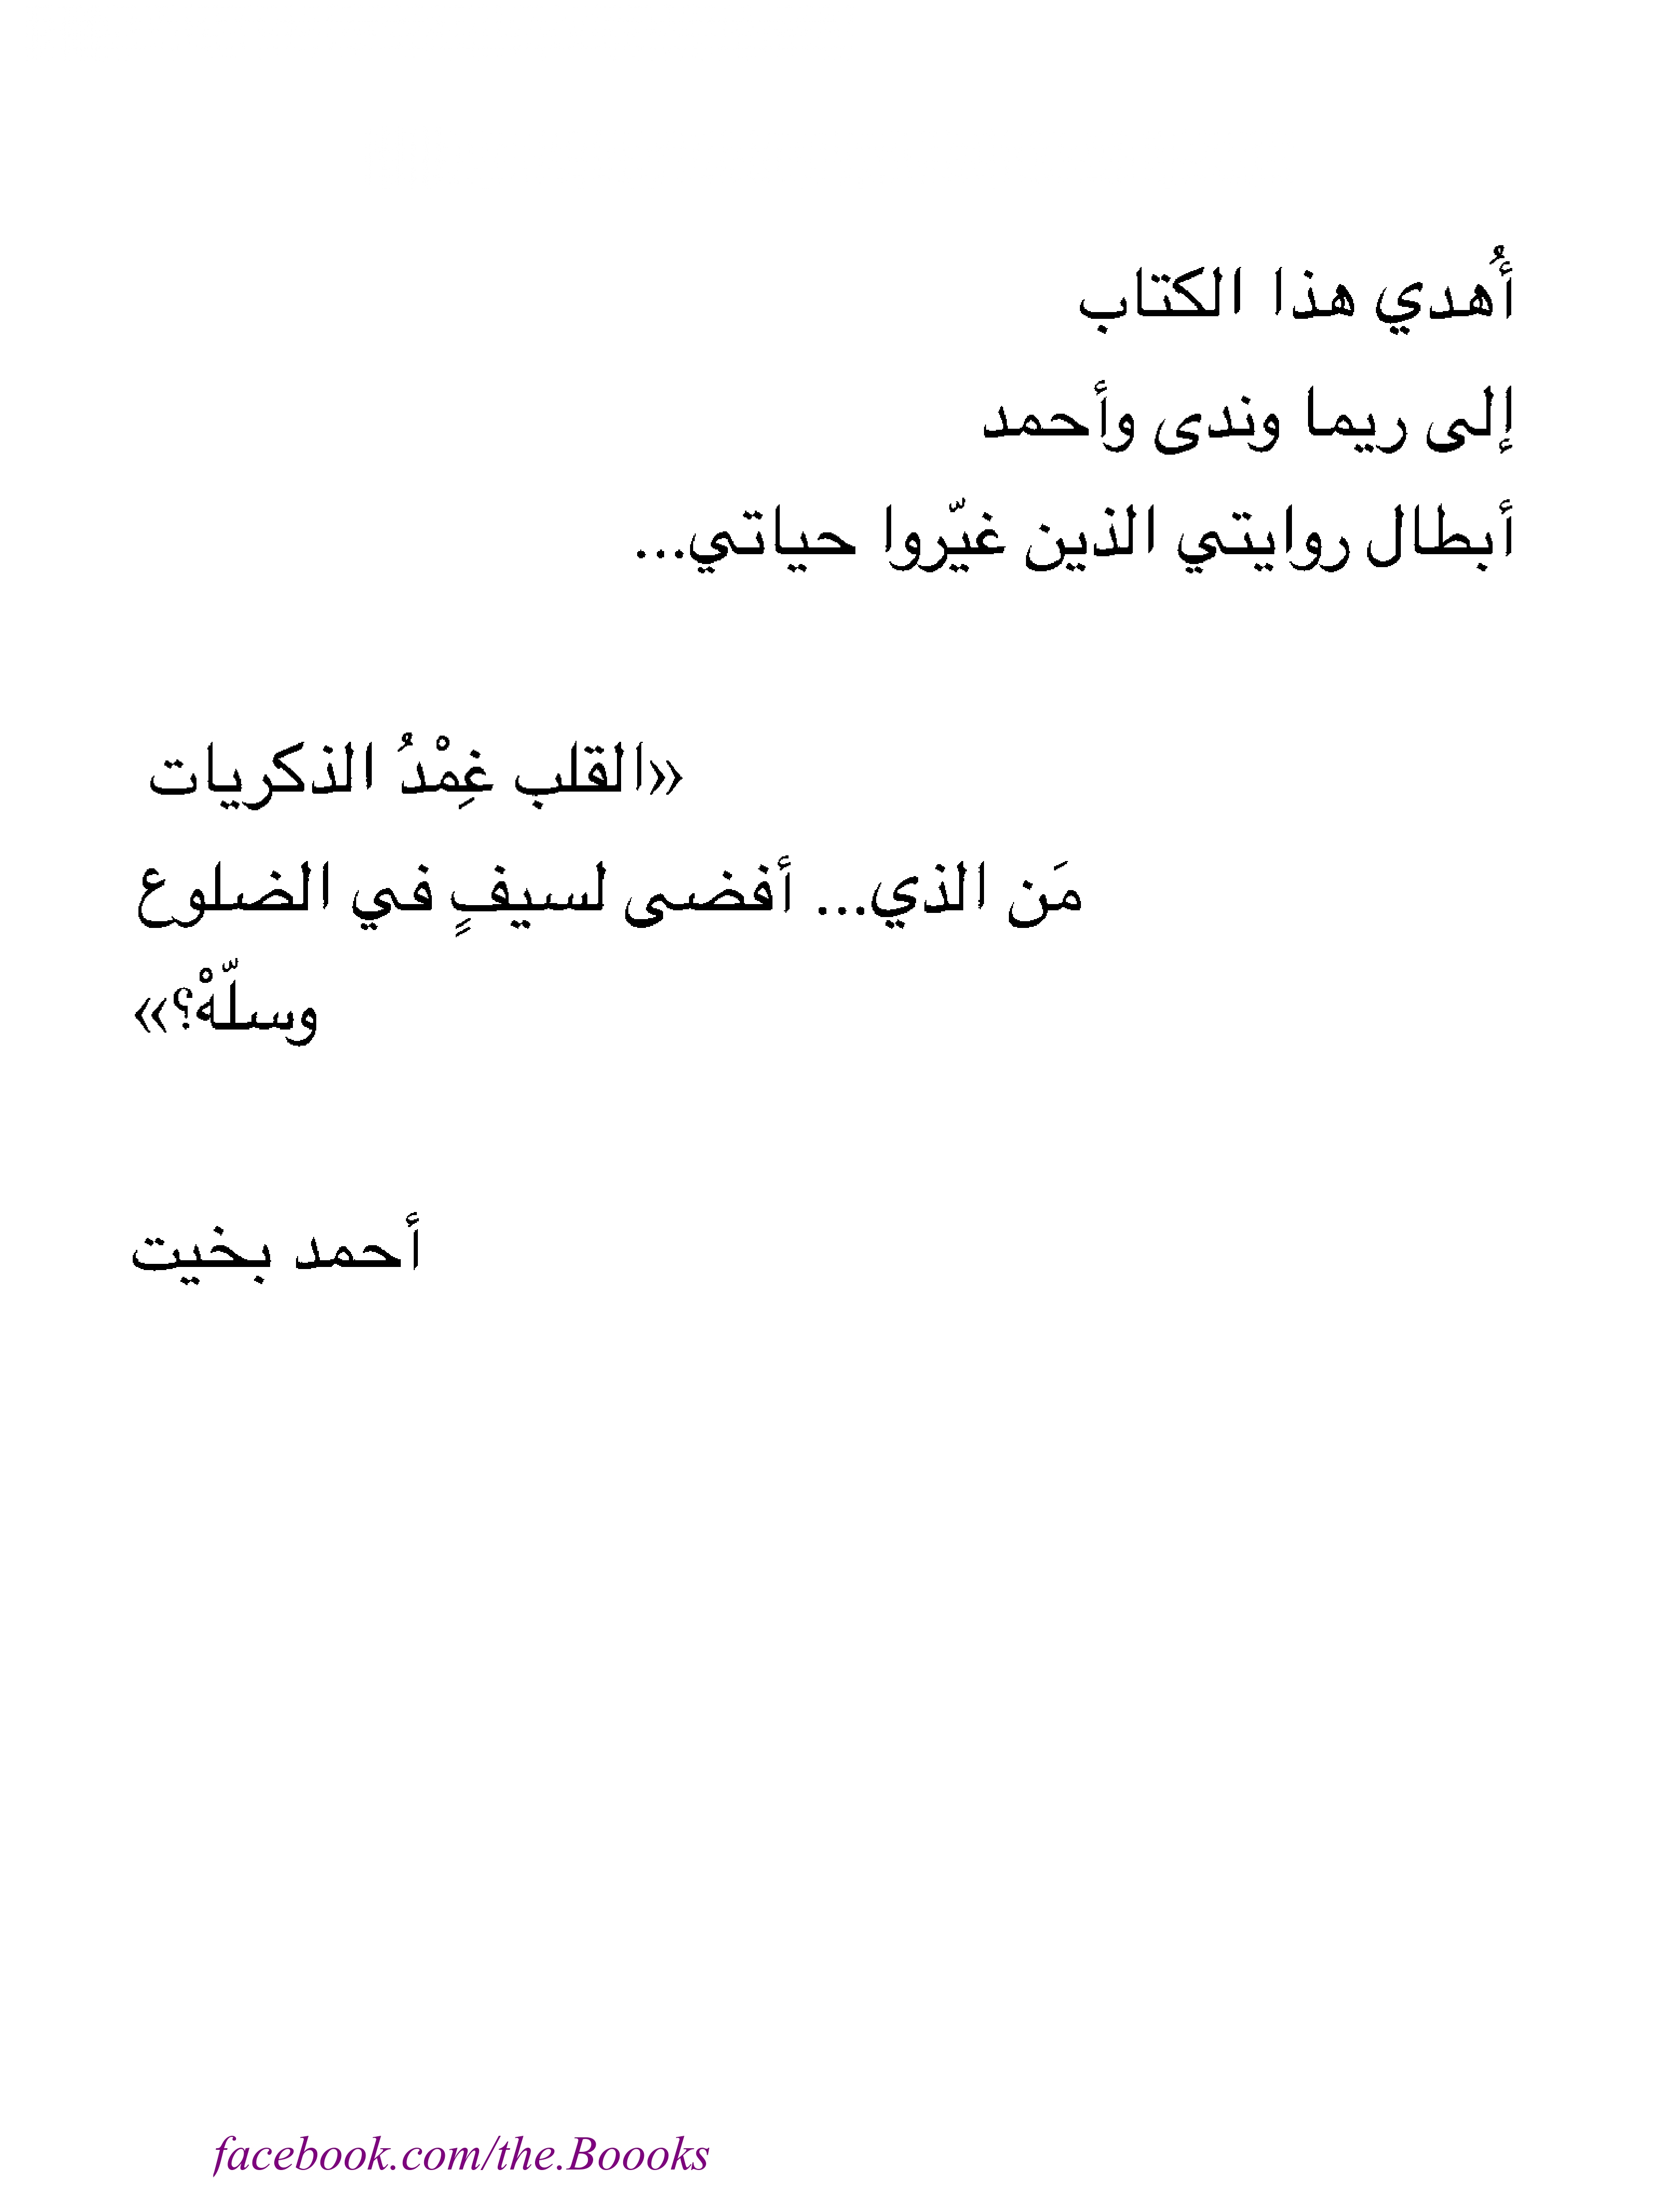 أُهدي هذا الكتاب
إلى ريما وندى وأحمد
أبطال روايتي الذين غيّروا حياتي...
«القلب غِمْدُ الذكريات
مَن الذي... أفضى لسيفٍ في الضلوع
وسلّهْ؟»
أحمد بخيت
facebook.com/the.Boooks